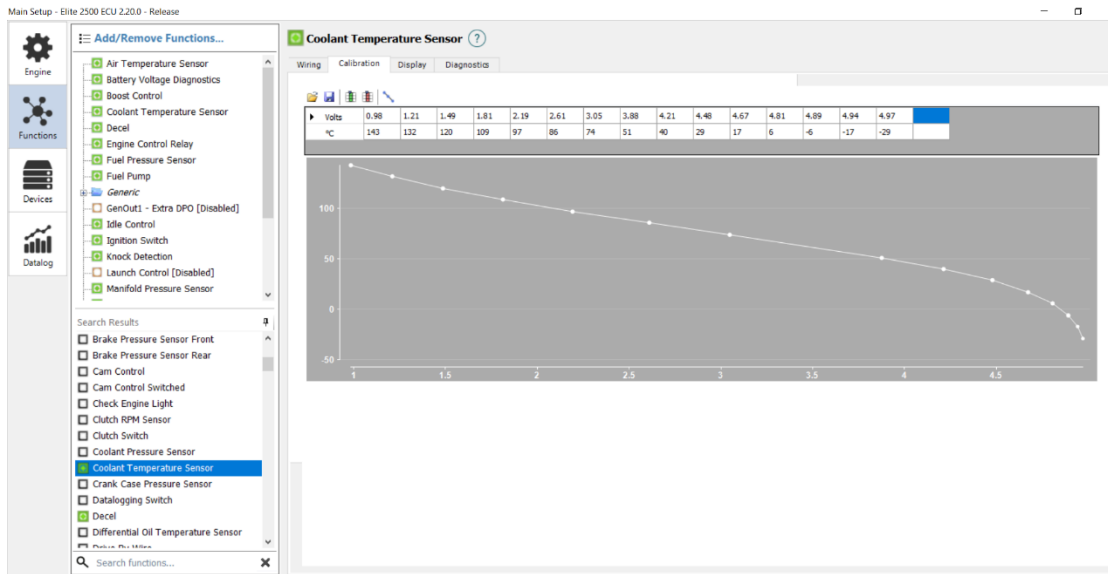 Main Setup - Elite 2500 ECU 2.20.0 - Release
Engine
Functions
Devices
Datalog
Add/Remove Functions...
Air Temperature Sensor
Battery Voltage Diagnostics
Boost Control
Coolant Temperature Sensor
Decel
Engine Control Relay
Fuel Pressure Sensor
Fuel Pump
Generic
GenOut1 - Extra DPO [Disabled]
Idle Control
Ignition Switch
Knock Detection
Launch Control [Disabled]
Manifold Pressure Sensor
Search Results
Brake Pressure Sensor Front
Brake Pressure Sensor Rear
Cam Control
Cam Control Switched
Check Engine Light
Clutch RPM Sensor
Clutch Switch
Coolant Pressure Sensor
Coolant Temperature Sensor
Crank Case Pressure Sensor
Datalogging Switch
Decel
Differential Oil Temperature Sensor
Drive By Wire
Search functions...
Coolant Temperature Sensor ?
Wiring Calibration Display Diagnostics
Volts 0.98 1.21 1.49 1.81 2.19 2.61 3.05 3.88 4.21 4.48 4.67 4.81 4.89 4.94 4.97
°C 143 132 120 109 97 86 74 51 40 29 17 6 -6 -17 -29
100
50
0
-50
1 1.5 2 2.5 3 3.5 4 4.5